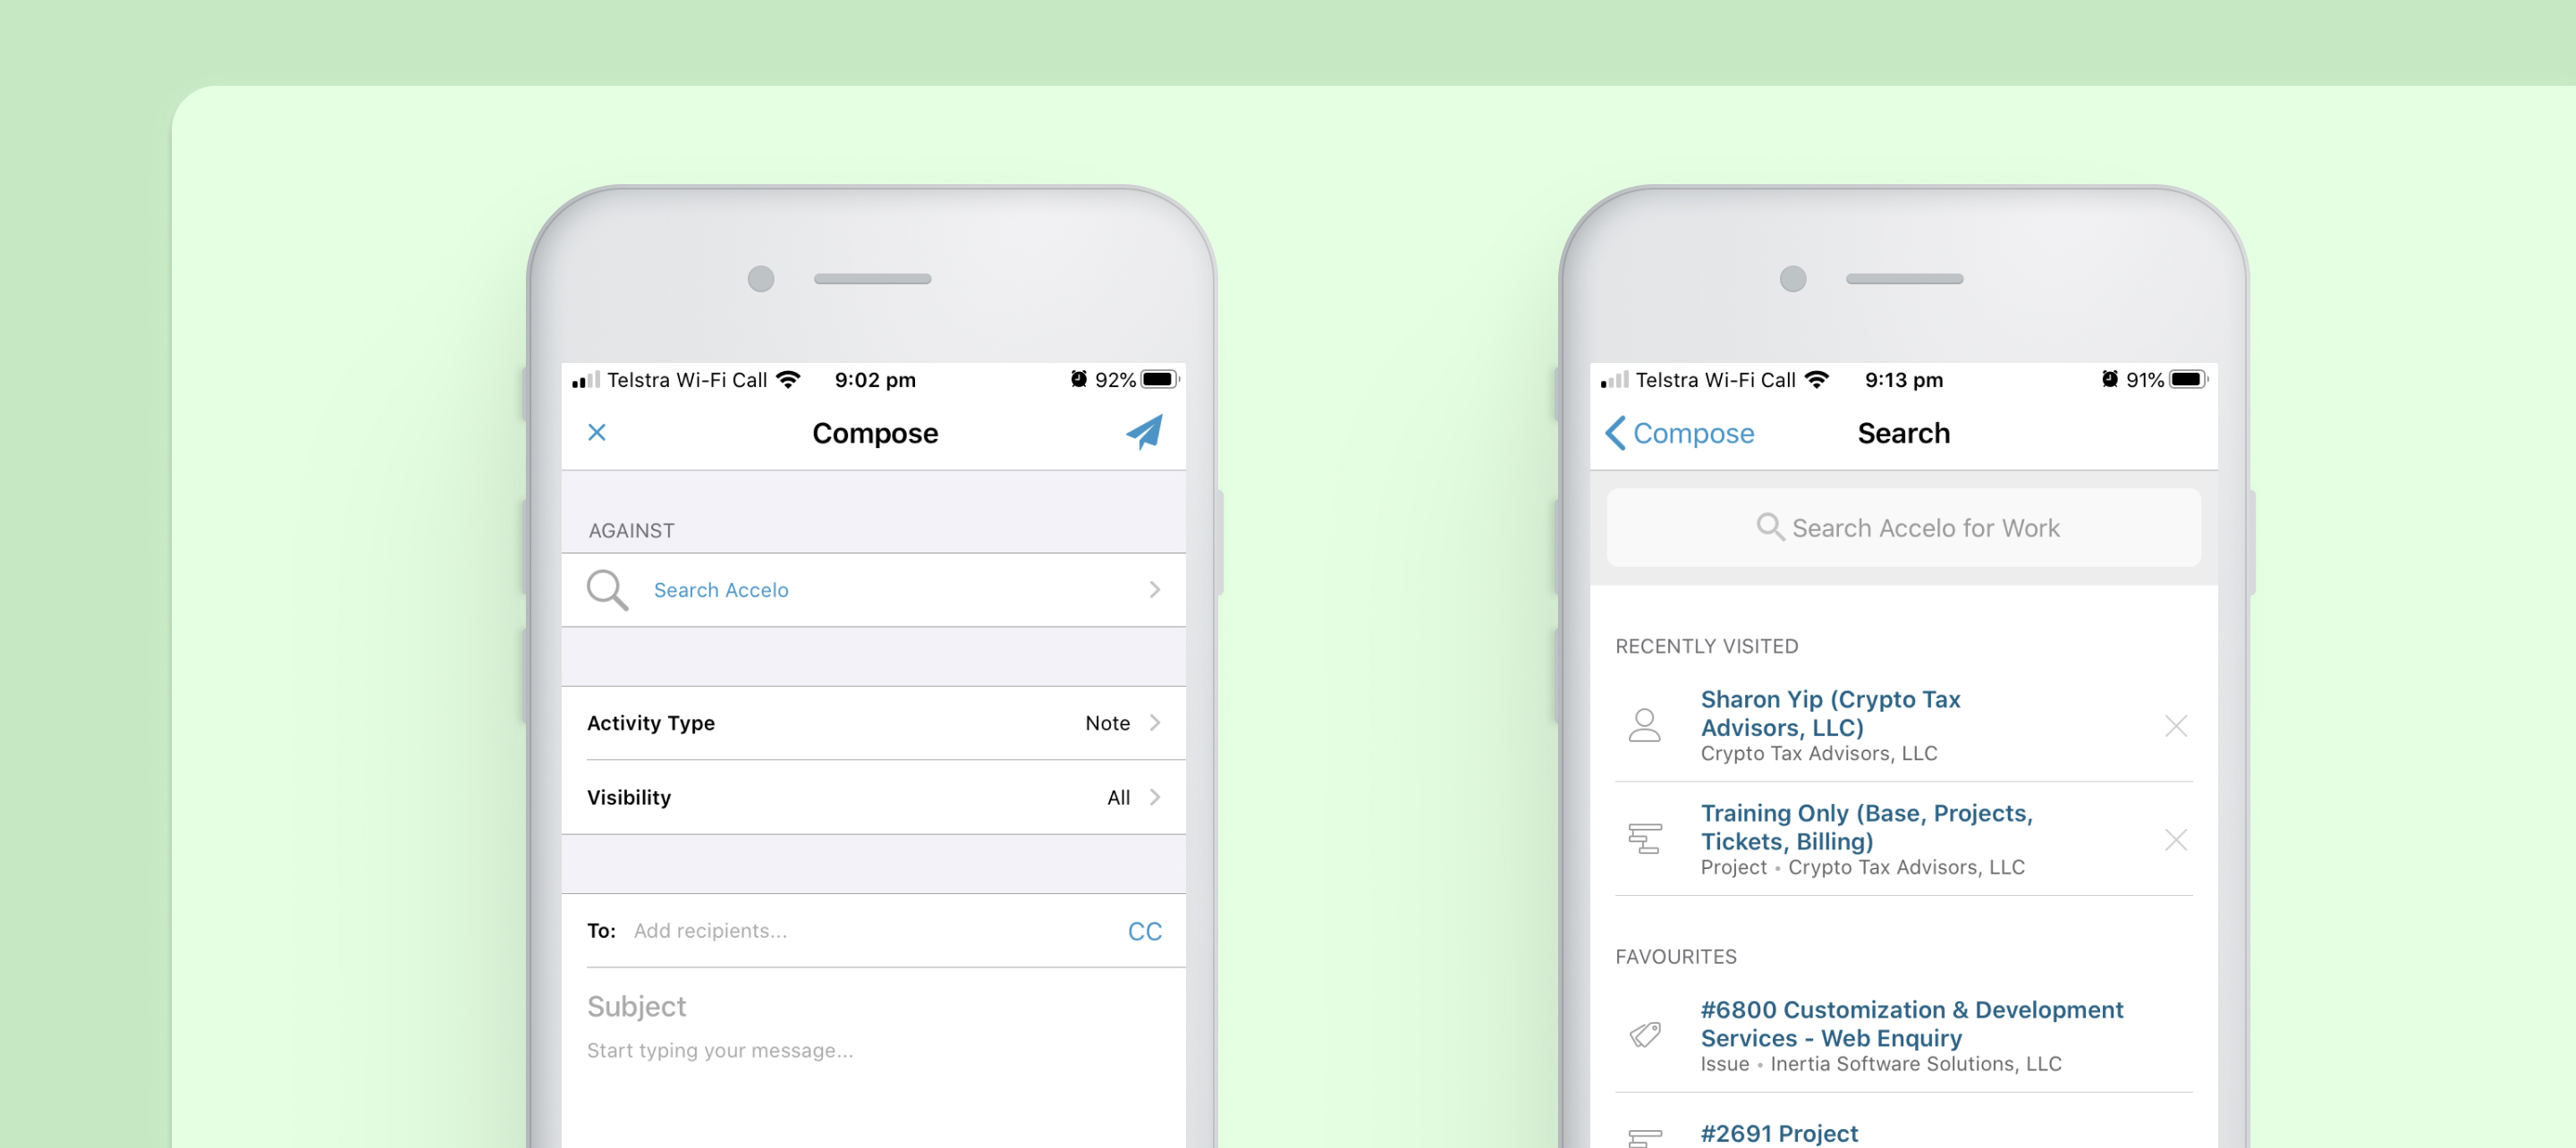 Telstra Wi-Fi Call 9:02 pm 92%
Compose
AGAINST
Search Accelo
Activity Type Note
Visibility All
To: Add recipients... CC
Subject
Start typing your message...
Telstra Wi-Fi Call 9:13 pm 91%
Compose Search
Search Accelo for Work
RECENTLY VISITED
Sharon Yip (Crypto Tax
Advisors, LLC)
Crypto Tax Advisors, LLC
Training Only (Base, Projects,
Tickets, Billing)
Project • Crypto Tax Advisors, LLC
FAVOURITES
#6800 Customization & Development
Services - Web Enquiry
Issue • Inertia Software Solutions, LLC
#2691 Project